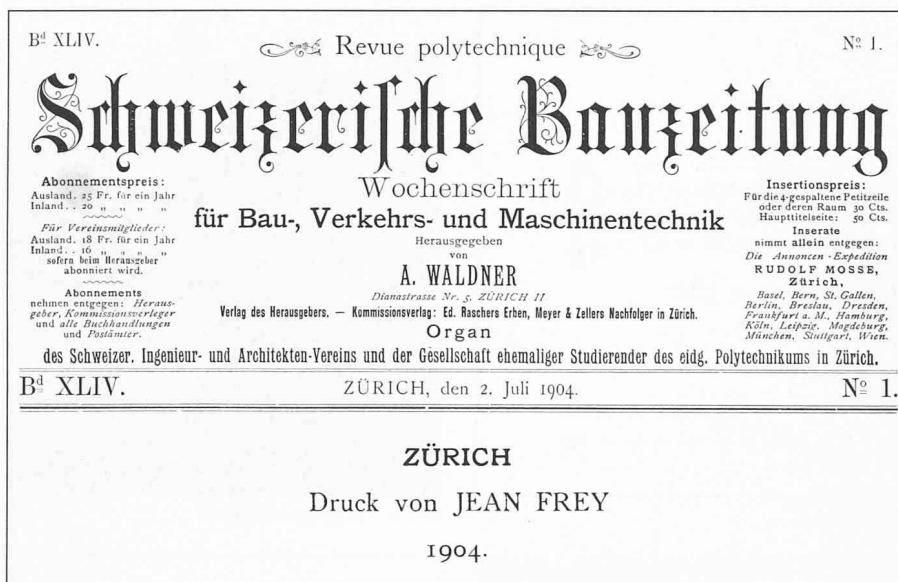 Bd XLIV.
Revue polytechnique
No 1.
Schweizerische Bauzeitung
Abonnementspreis:
Ausland. 25 Fr. für ein Jahr
Inland. . 20 „ „ „ „
Für Vereinsmitglieder:
Ausland. 18 Fr. für ein Jahr
Inland. . 16 „ „ „ „
sofern beim Herausgeber
abonniert wird.
Abonnements
nehmen entgegen: Heraus-
geber, Kommissionsverleger
und alle Buchhandlungen
und Postämter.
Wochenschrift
für Bau-, Verkehrs- und Maschinentechnik
Herausgegeben
von
A. WALDNER
Dianastrasse Nr. 5, ZÜRICH II
Verlag des Herausgebers. — Kommissionsverlag: Ed. Raschers Erben, Meyer & Zellers Nachfolger in Zürich.
Organ
Insertionspreis:
Für die 4-gespaltene Petitzeile
oder deren Raum 30 Cts.
Haupttitelseite: 50 Cts.
Inserate
nimmt allein entgegen:
Die Annoncen-Expedition
RUDOLF MOSSE,
Zürich,
Basel, Bern, St. Gallen,
Berlin, Breslau, Dresden,
Frankfurt a. M., Hamburg,
Köln, Leipzig, Magdeburg,
München, Stuttgart, Wien.
des Schweizer. Ingenieur- und Architekten-Vereins und der Gesellschaft ehemaliger Studierender des eidg. Polytechnikums in Zürich.
Bd XLIV.
ZÜRICH, den 2. Juli 1904.
No 1.
ZÜRICH
Druck von JEAN FREY
1904.